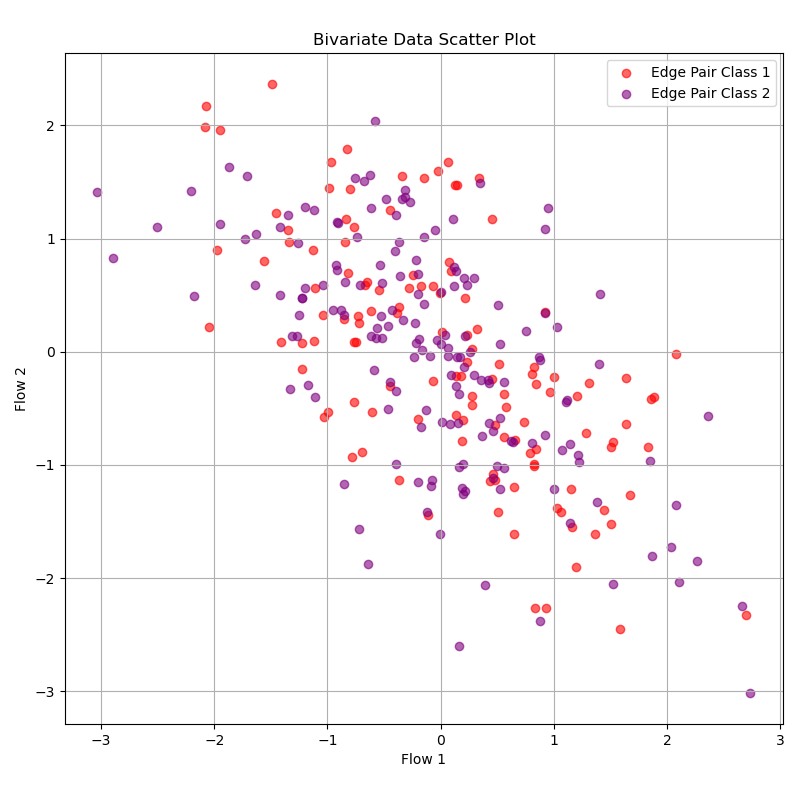 Bivariate Data Scatter Plot
Edge Pair Class 1
Edge Pair Class 2
2
1
0
−1
−2
−3
Flow 2
−3 −2 −1 0 1 2 3
Flow 1